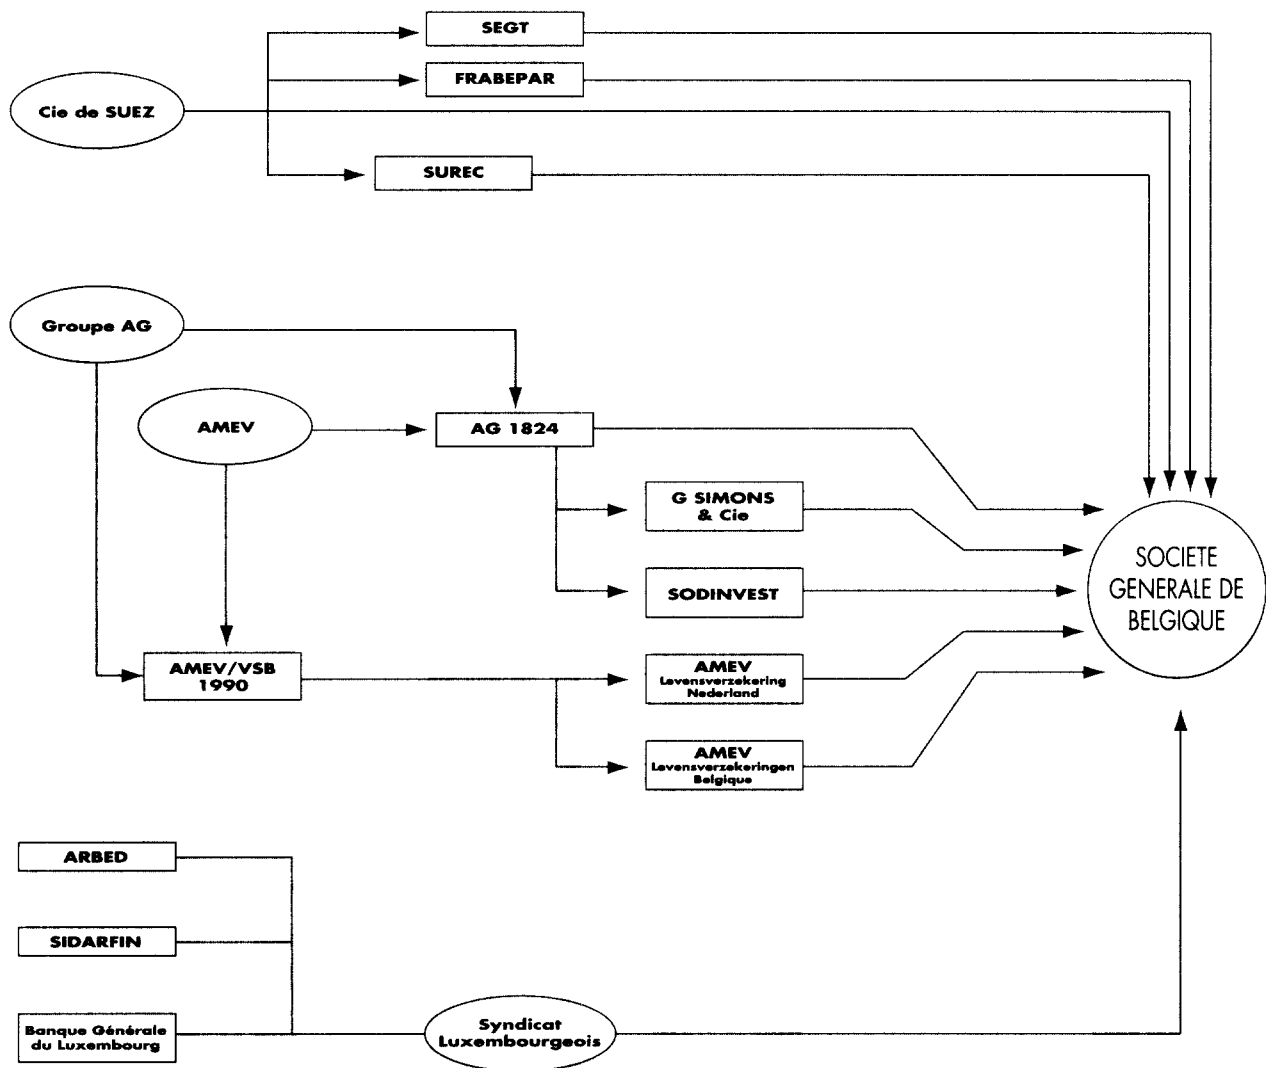 SEGT
FRABEPAR
Cie de SUEZ
SUREC
Groupe AG
AMEV
AG 1824
G SIMONS
& Cie
SODINVEST
SOCIETE
GENERALE DE
BELGIQUE
AMEV/VSB
1990
AMEV
Levensverzekering
Nederland
AMEV
Levensverzekeringen
Belgique
ARBED
SIDARFIN
Banque Générale
du Luxembourg
Syndicat
Luxembourgeois